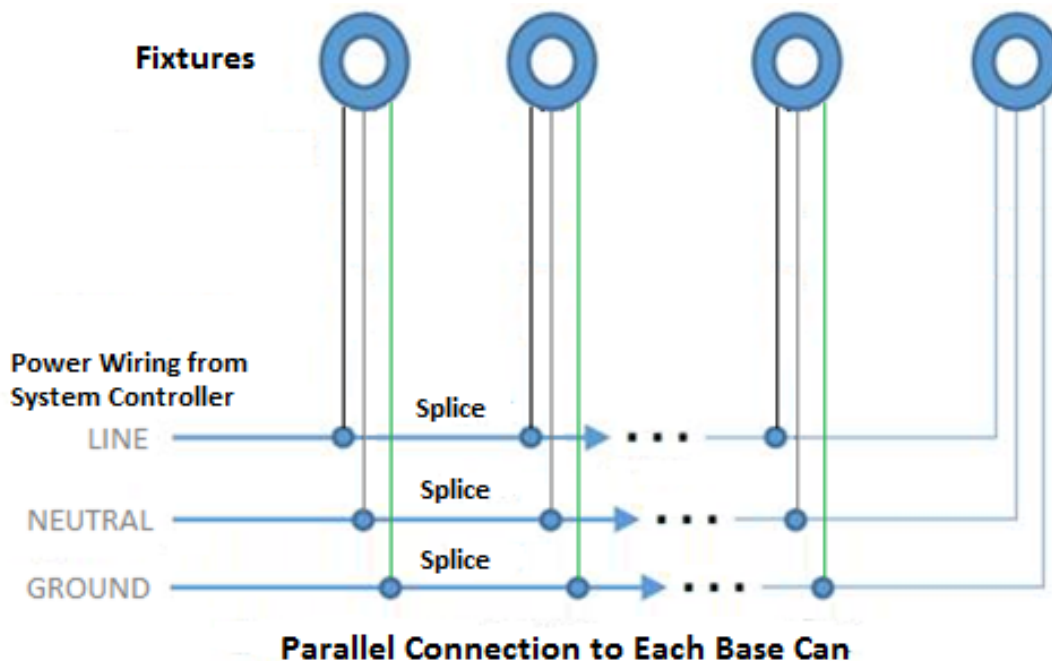 Fixtures
Power Wiring from
System Controller
LINE
Splice
NEUTRAL
Splice
GROUND
Splice
Parallel Connection to Each Base Can